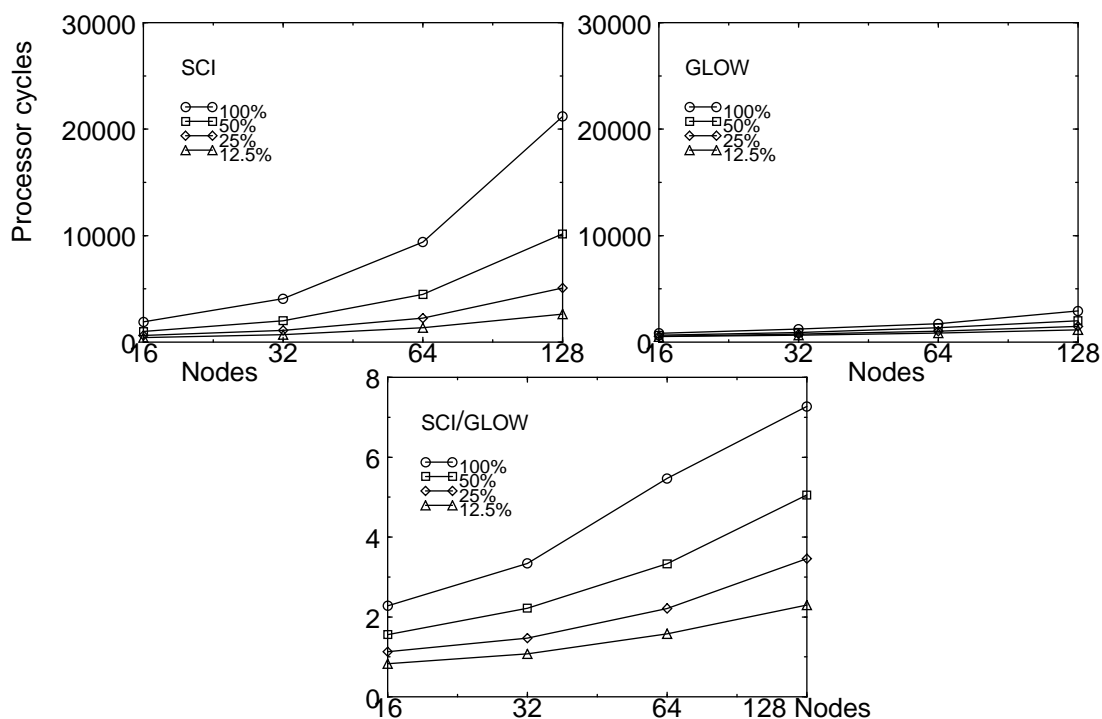 Processor cycles
30000
20000
10000
0
SCI
100%
50%
25%
12.5%
16 32 64 128
Nodes
30000
20000
10000
0
GLOW
100%
50%
25%
12.5%
16 32 64 128
Nodes
8
6
4
2
0
SCI/GLOW
100%
50%
25%
12.5%
16 32 64 128 Nodes